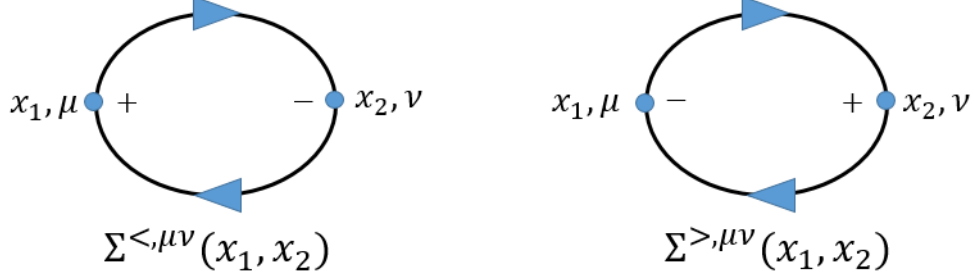 x₁, μ + − x₂, ν
x₁, μ − + x₂, ν
Σ^{<,μν}(x₁, x₂)
Σ^{>,μν}(x₁, x₂)